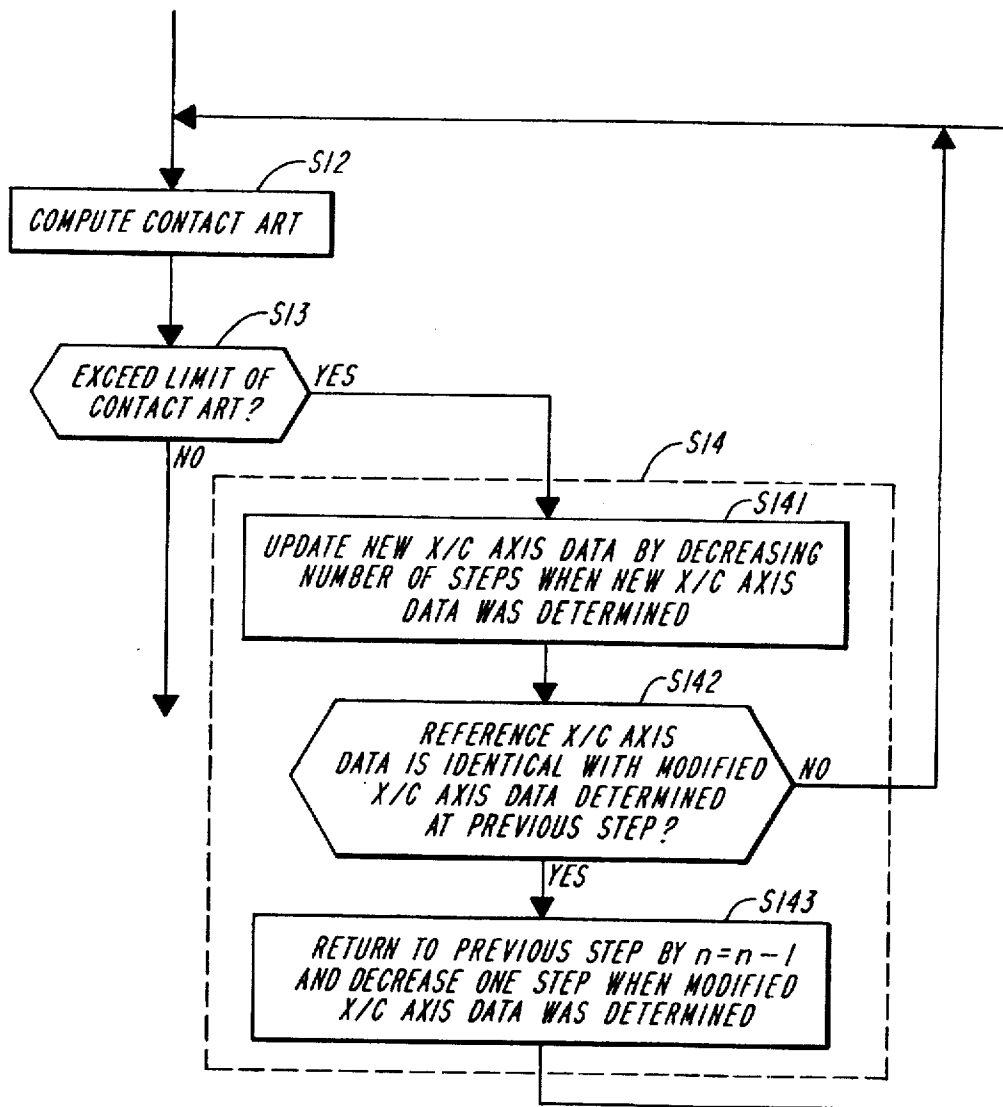 S12
COMPUTE CONTACT ART
S13
EXCEED LIMIT OF
CONTACT ART?
YES
NO
S14
S141
UPDATE NEW X/C AXIS DATA BY DECREASING
NUMBER OF STEPS WHEN NEW X/C AXIS
DATA WAS DETERMINED
S142
REFERENCE X/C AXIS
DATA IS IDENTICAL WITH MODIFIED
X/C AXIS DATA DETERMINED
AT PREVIOUS STEP?
NO
YES
S143
RETURN TO PREVIOUS STEP BY n=n-1
AND DECREASE ONE STEP WHEN MODIFIED
X/C AXIS DATA WAS DETERMINED